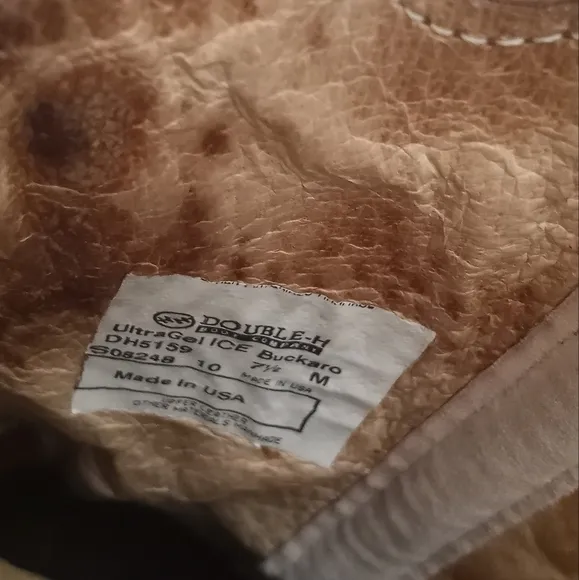 DOUBLE-H
BOOT COMPANY
UltraGel ICE Buckaro
DH5159 7½ M
S08248 10 MADE IN USA
Made In USA
UPPER LEATHER
OTHER MATERIALS MANMADE